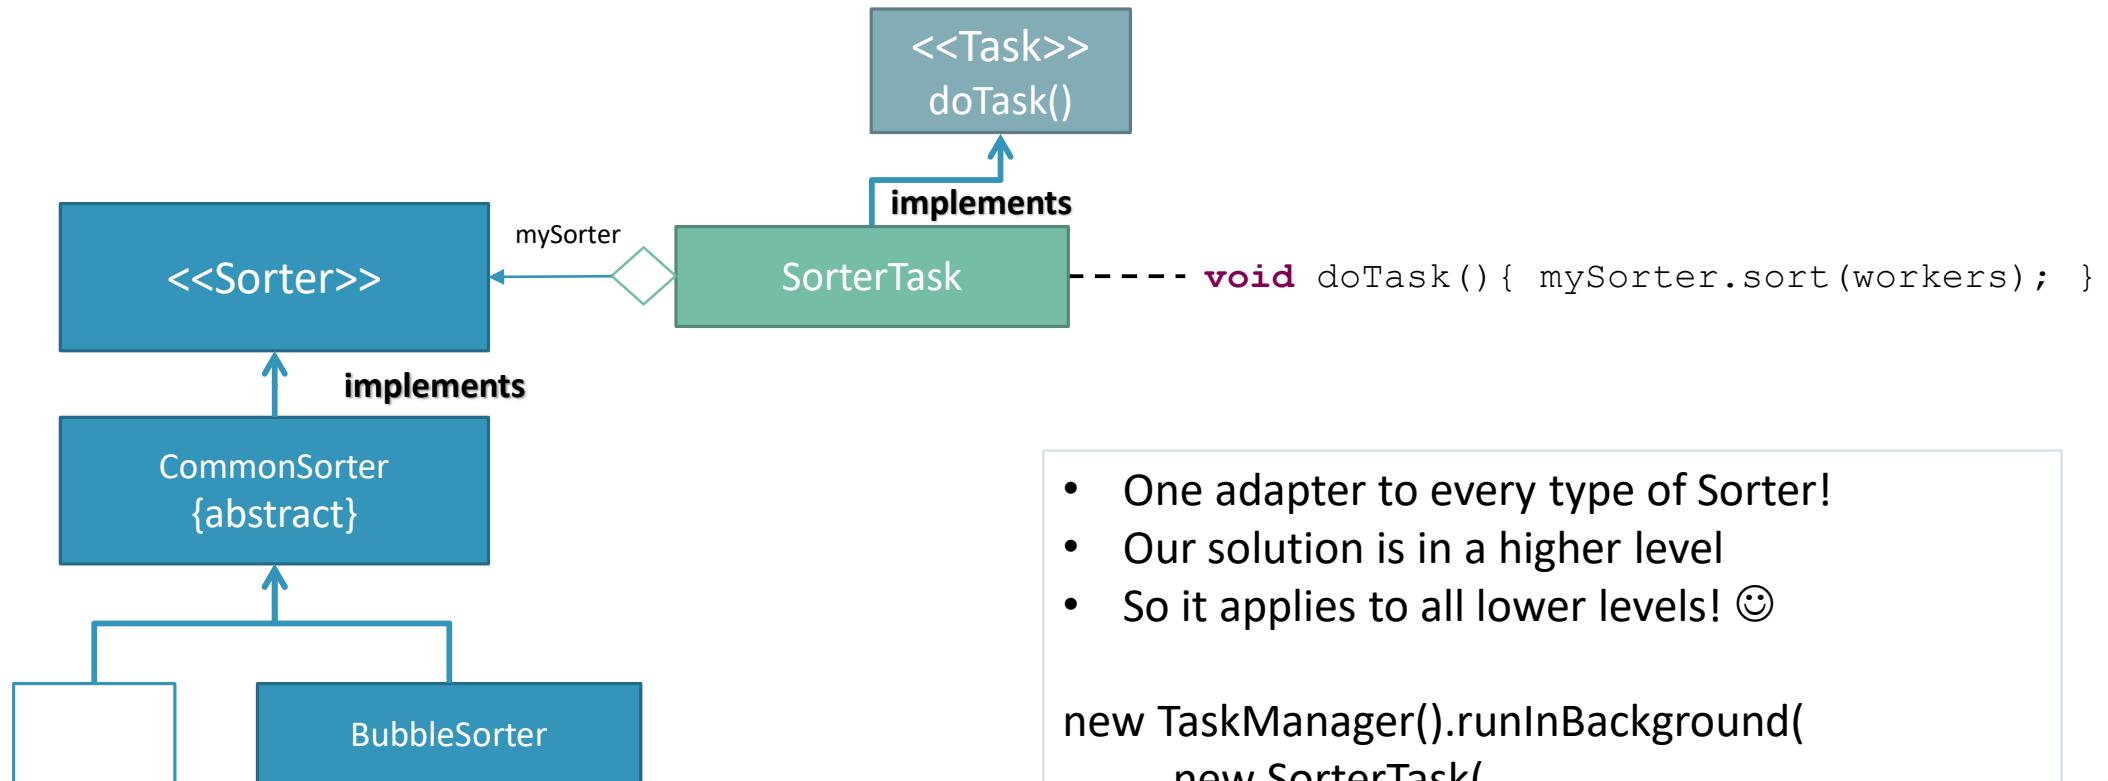 <<Task>>
doTask()
implements
<<Sorter>>
mySorter
SorterTask
void doTask(){ mySorter.sort(workers); }
implements
CommonSorter
{abstract}
BubbleSorter
• One adapter to every type of Sorter!
• Our solution is in a higher level
• So it applies to all lower levels! ☺
new TaskManager().runInBackground(
new SorterTask(